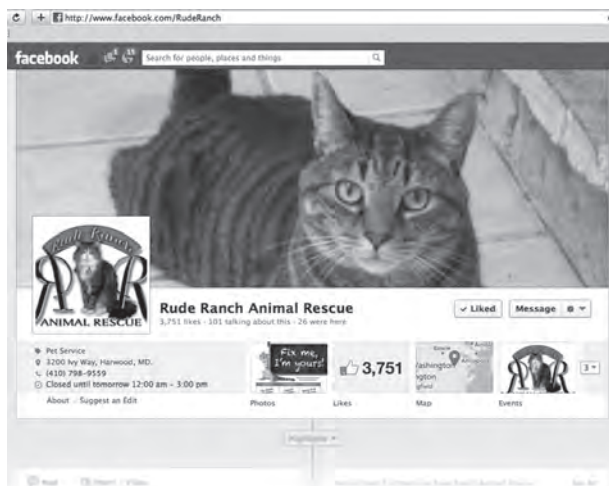 http://www.facebook.com/RudeRanch
facebook
Search for people, places and things
Rude Ranch
ANIMAL RESCUE
Rude Ranch Animal Rescue
3,751 likes · 101 talking about this · 26 were here
✓ Liked
Message
Pet Service
3200 Ivy Way, Harwood, MD.
(410) 798-9559
Closed until tomorrow 12:00 am - 3:00 pm
About · Suggest an Edit
Fix me,
I'm yours!
Photos
3,751
Likes
Washington
Map
Events
3
Highlights